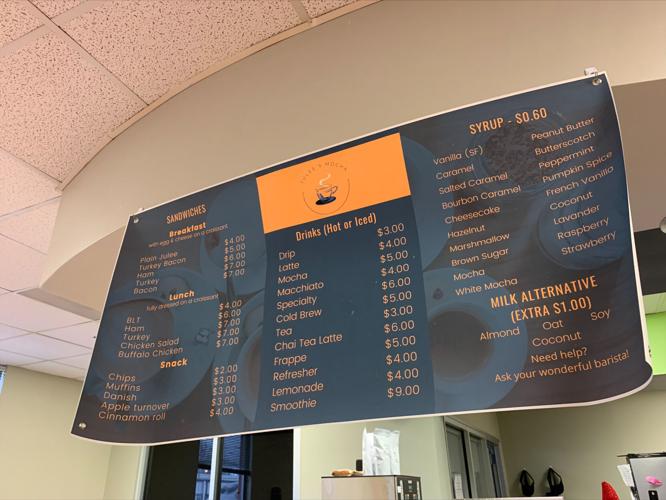 SANDWICHES
Breakfast
with egg & cheese on a croissant
Plain Julee $4.00
Turkey Bacon $5.00
Ham $6.00
Turkey $7.00
Bacon $7.00
Lunch
fully dressed on a croissant
BLT $4.00
Ham $6.00
Turkey $7.00
Chicken Salad $7.00
Buffalo Chicken $7.00
Snack
Chips $2.00
Muffins $3.00
Danish $3.00
Apple turnover $3.00
Cinnamon roll $4.00
Drinks (Hot or Iced)
Drip $3.00
Latte $4.00
Mocha $5.00
Macchiato $4.00
Specialty $6.00
Cold Brew $5.00
Tea $3.00
Chai Tea Latte $6.00
Frappe $5.00
Refresher $4.00
Lemonade $4.00
Smoothie $9.00
SYRUP - $0.60
Vanilla (SF)
Caramel
Salted Caramel
Bourbon Caramel
Cheesecake
Hazelnut
Marshmallow
Brown Sugar
Mocha
White Mocha
Peanut Butter
Butterscotch
Peppermint
Pumpkin Spice
French Vanilla
Coconut
Lavander
Raspberry
Strawberry
MILK ALTERNATIVE
(EXTRA $1.00)
Almond Oat Soy
Coconut
Need help?
Ask your wonderful barista!